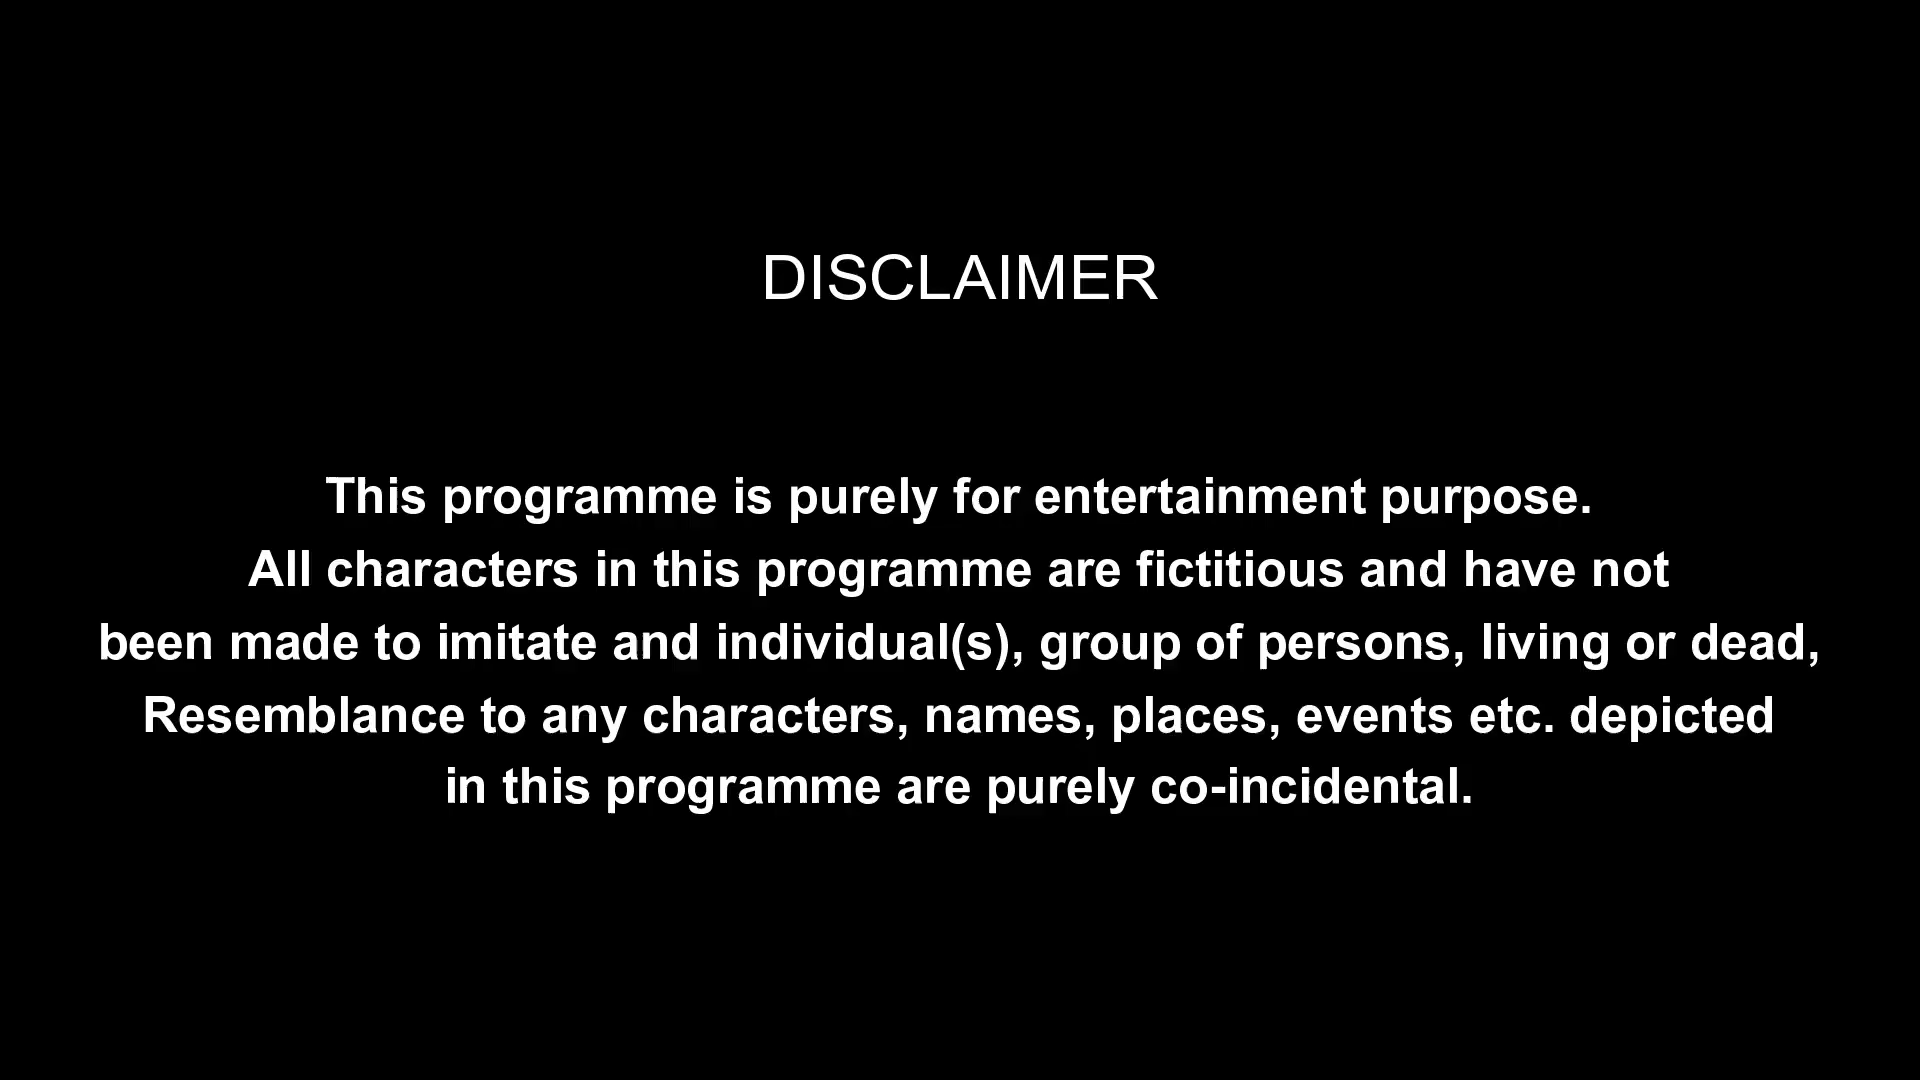 DISCLAIMER
This programme is purely for entertainment purpose.
All characters in this programme are fictitious and have not
been made to imitate and individual(s), group of persons, living or dead,
Resemblance to any characters, names, places, events etc. depicted
in this programme are purely co-incidental.